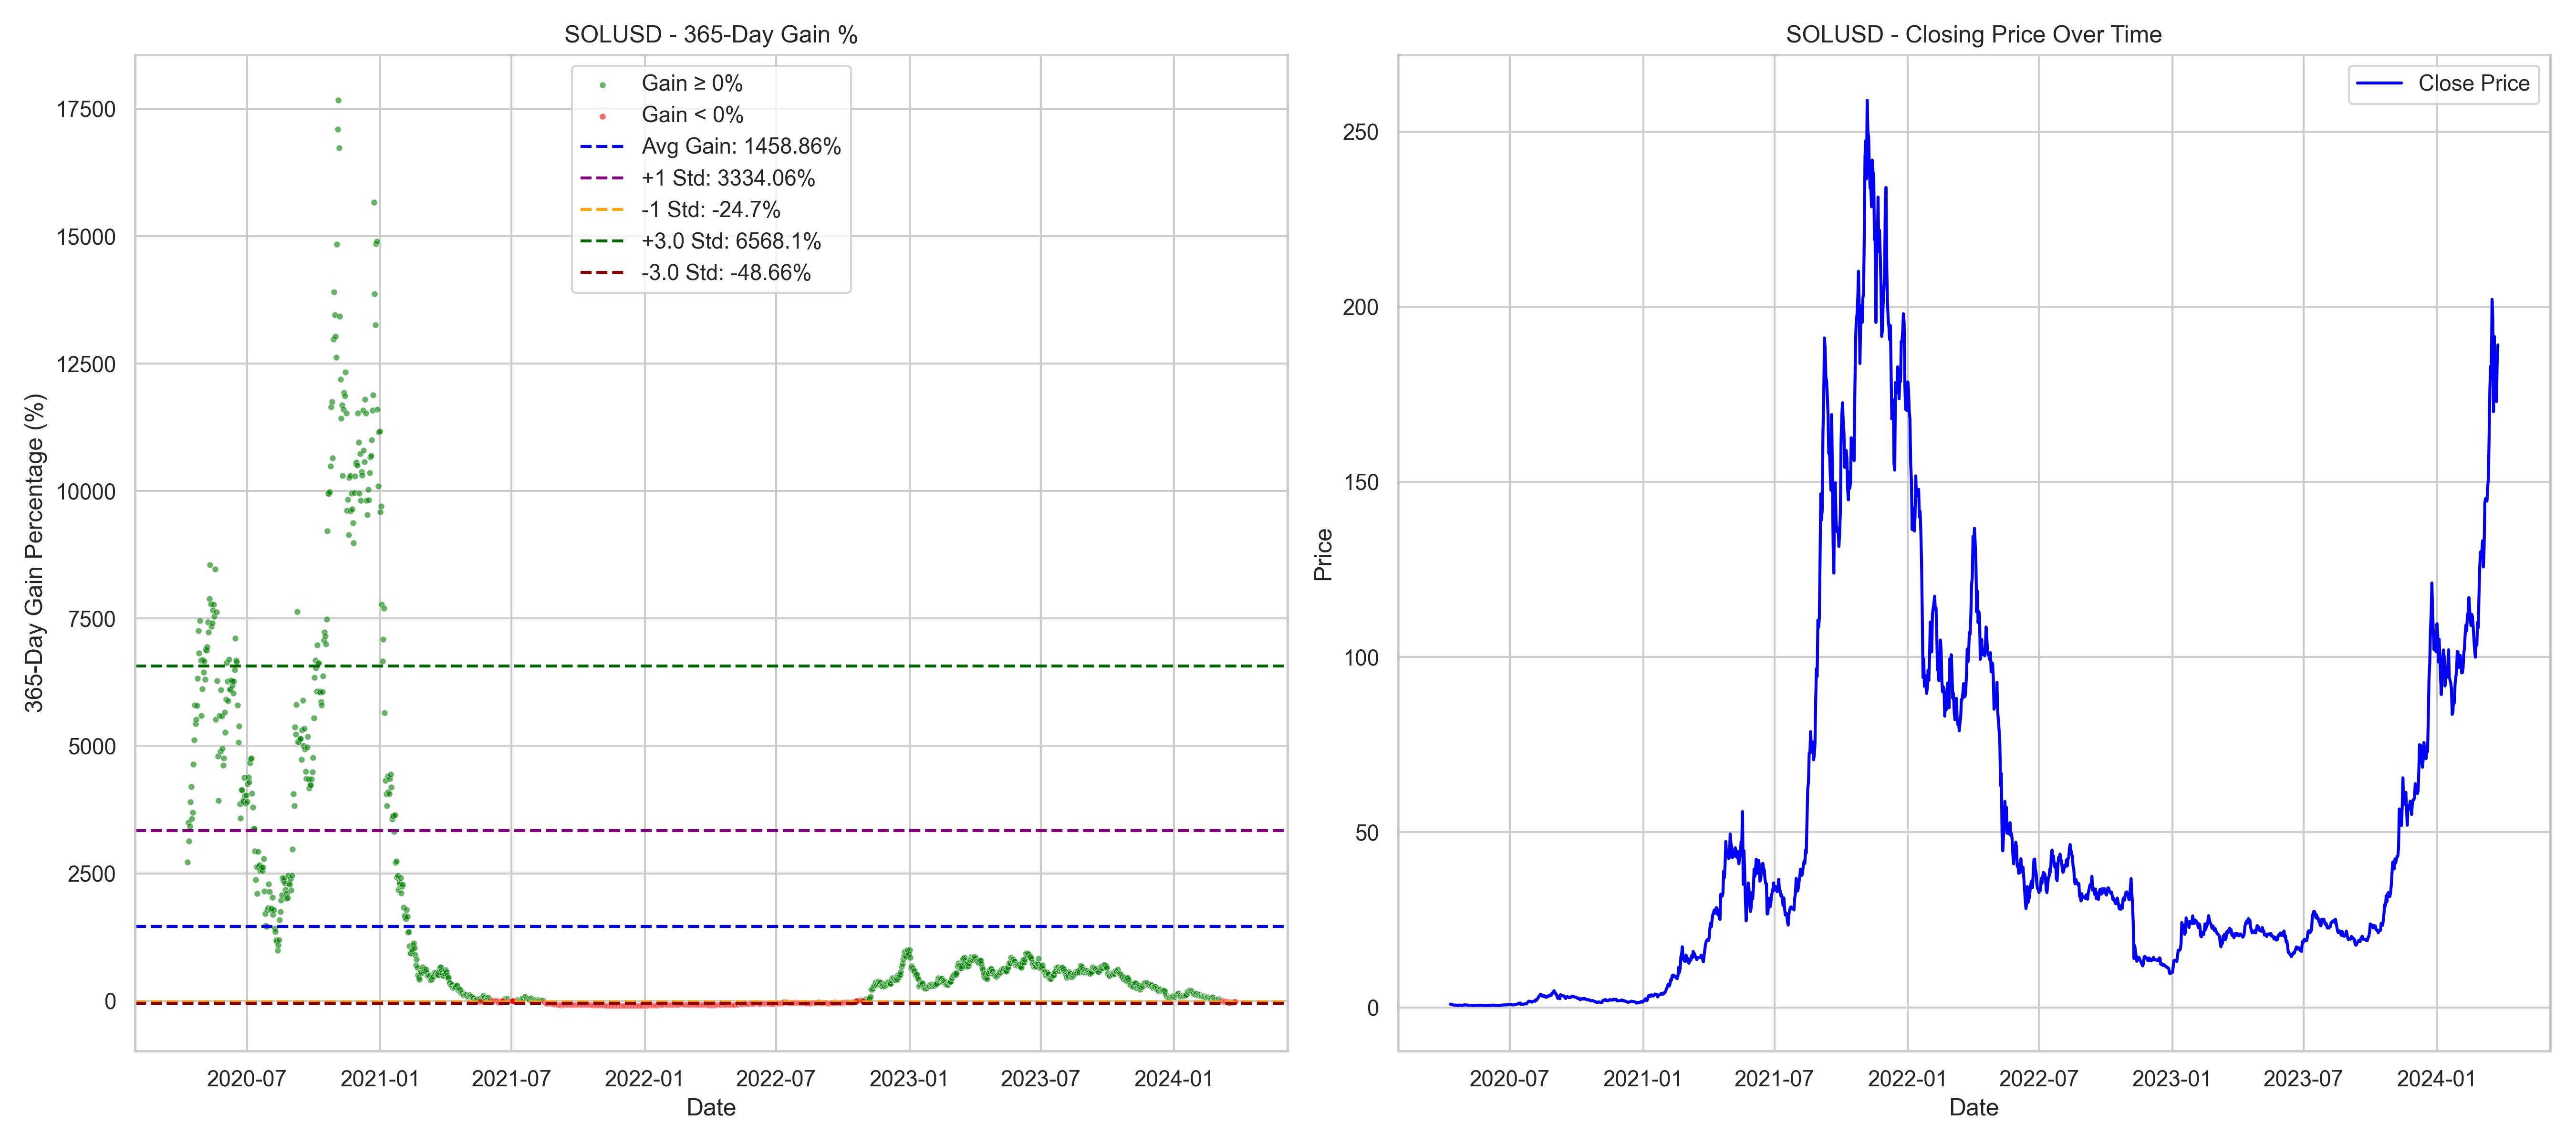 SOLUSD - 365-Day Gain %
Gain ≥ 0%
Gain < 0%
Avg Gain: 1458.86%
+1 Std: 3334.06%
-1 Std: -24.7%
+3.0 Std: 6568.1%
-3.0 Std: -48.66%
17500
15000
12500
10000
7500
5000
2500
0
365-Day Gain Percentage (%)
2020-07 2021-01 2021-07 2022-01 2022-07 2023-01 2023-07 2024-01
Date
SOLUSD - Closing Price Over Time
Close Price
250
200
150
100
50
0
Price
2020-07 2021-01 2021-07 2022-01 2022-07 2023-01 2023-07 2024-01
Date